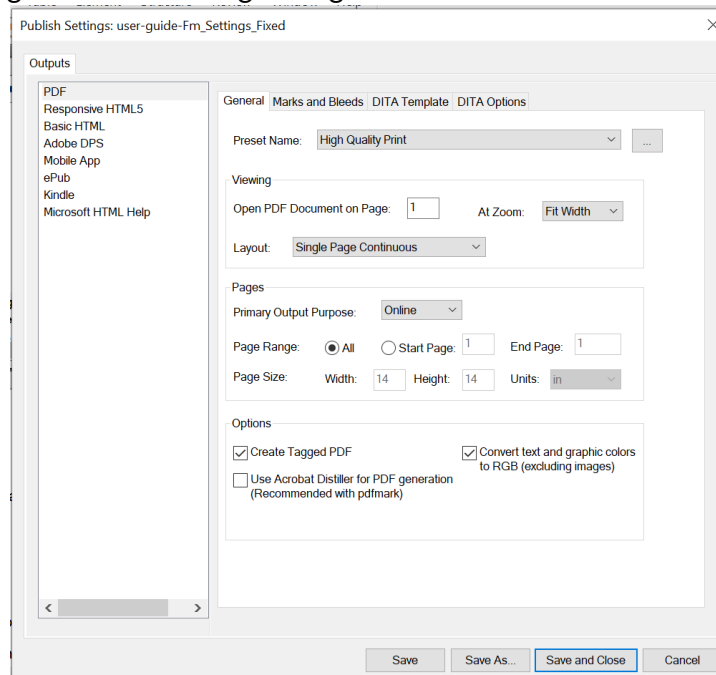 Publish Settings: user-guide-Fm_Settings_Fixed
Outputs
PDF
Responsive HTML5
Basic HTML
Adobe DPS
Mobile App
ePub
Kindle
Microsoft HTML Help
General Marks and Bleeds DITA Template DITA Options
Preset Name: High Quality Print ...
Viewing
Open PDF Document on Page: 1 At Zoom: Fit Width
Layout: Single Page Continuous
Pages
Primary Output Purpose: Online
Page Range: All Start Page: 1 End Page: 1
Page Size: Width: 14 Height: 14 Units: in
Options
Create Tagged PDF
Convert text and graphic colors
to RGB (excluding images)
Use Acrobat Distiller for PDF generation
(Recommended with pdfmark)
Save Save As... Save and Close Cancel